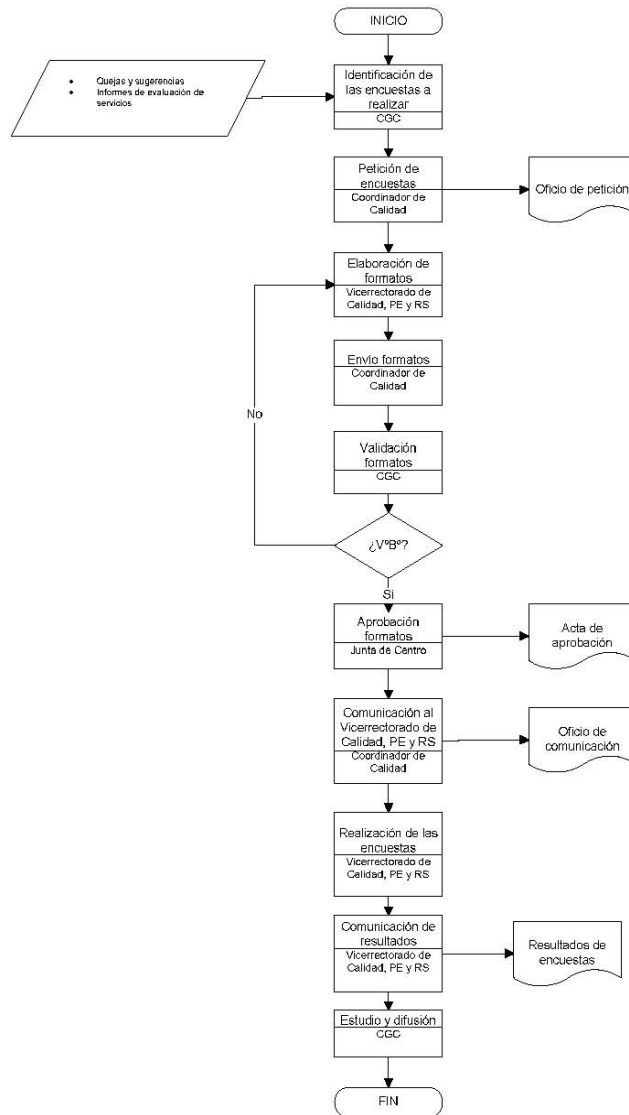 INICIO
• Quejas y sugerencias
• Informes de evaluación de
servicios
Identificación de
las encuestas a
realizar
CGC
Petición de
encuestas
Coordinador de
Calidad
Oficio de petición
Elaboración de
formatos
Vicerrectorado de
Calidad, PE y RS
Envío formatos
Coordinador de
Calidad
No
Validación
formatos
CGC
¿VºBº?
Si
Aprobación
formatos
Junta de Centro
Acta de
aprobación
Comunicación al
Vicerrectorado de
Calidad, PE y RS
Coordinador de
Calidad
Oficio de
comunicación
Realización de las
encuestas
Vicerrectorado de
Calidad, PE y RS
Comunicación de
resultados
Vicerrectorado de
Calidad, PE y RS
Resultados de
encuestas
Estudio y difusión
CGC
FIN